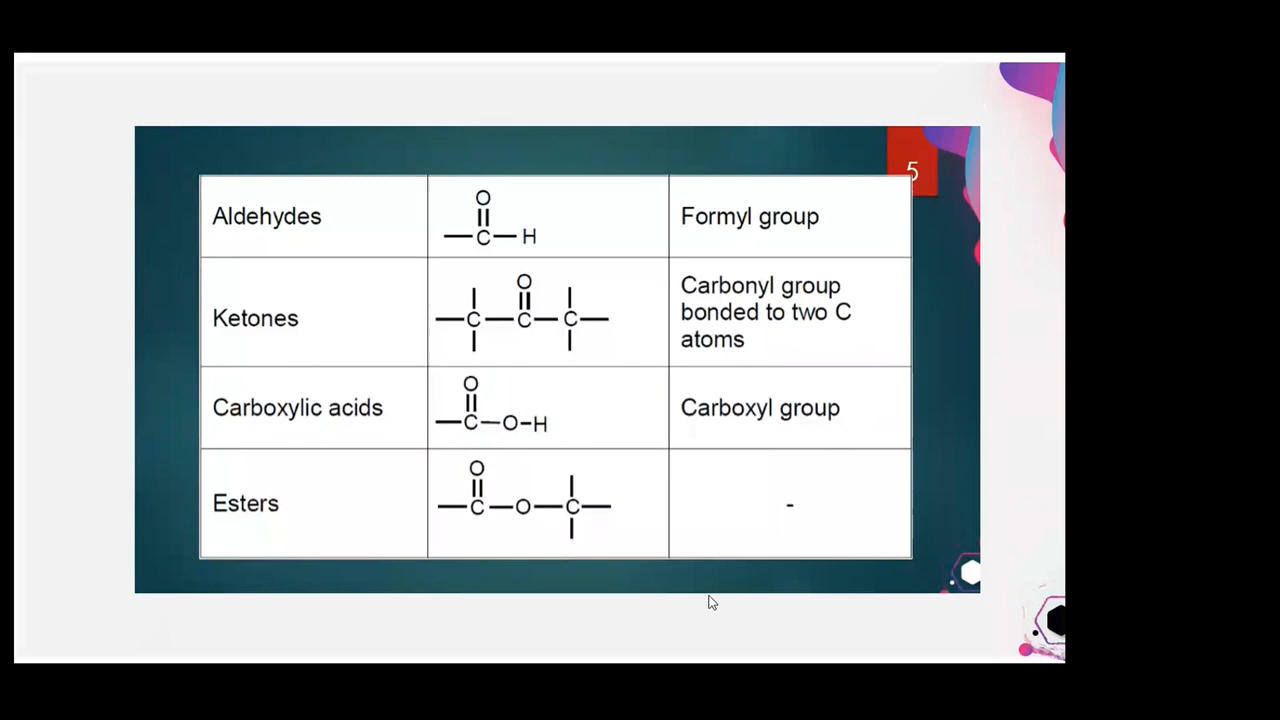 5
Aldehydes
O
C H
Formyl group
Ketones
O
C C C
Carbonyl group
bonded to two C
atoms
Carboxylic acids
O
C O H
Carboxyl group
Esters
O
C O C
-